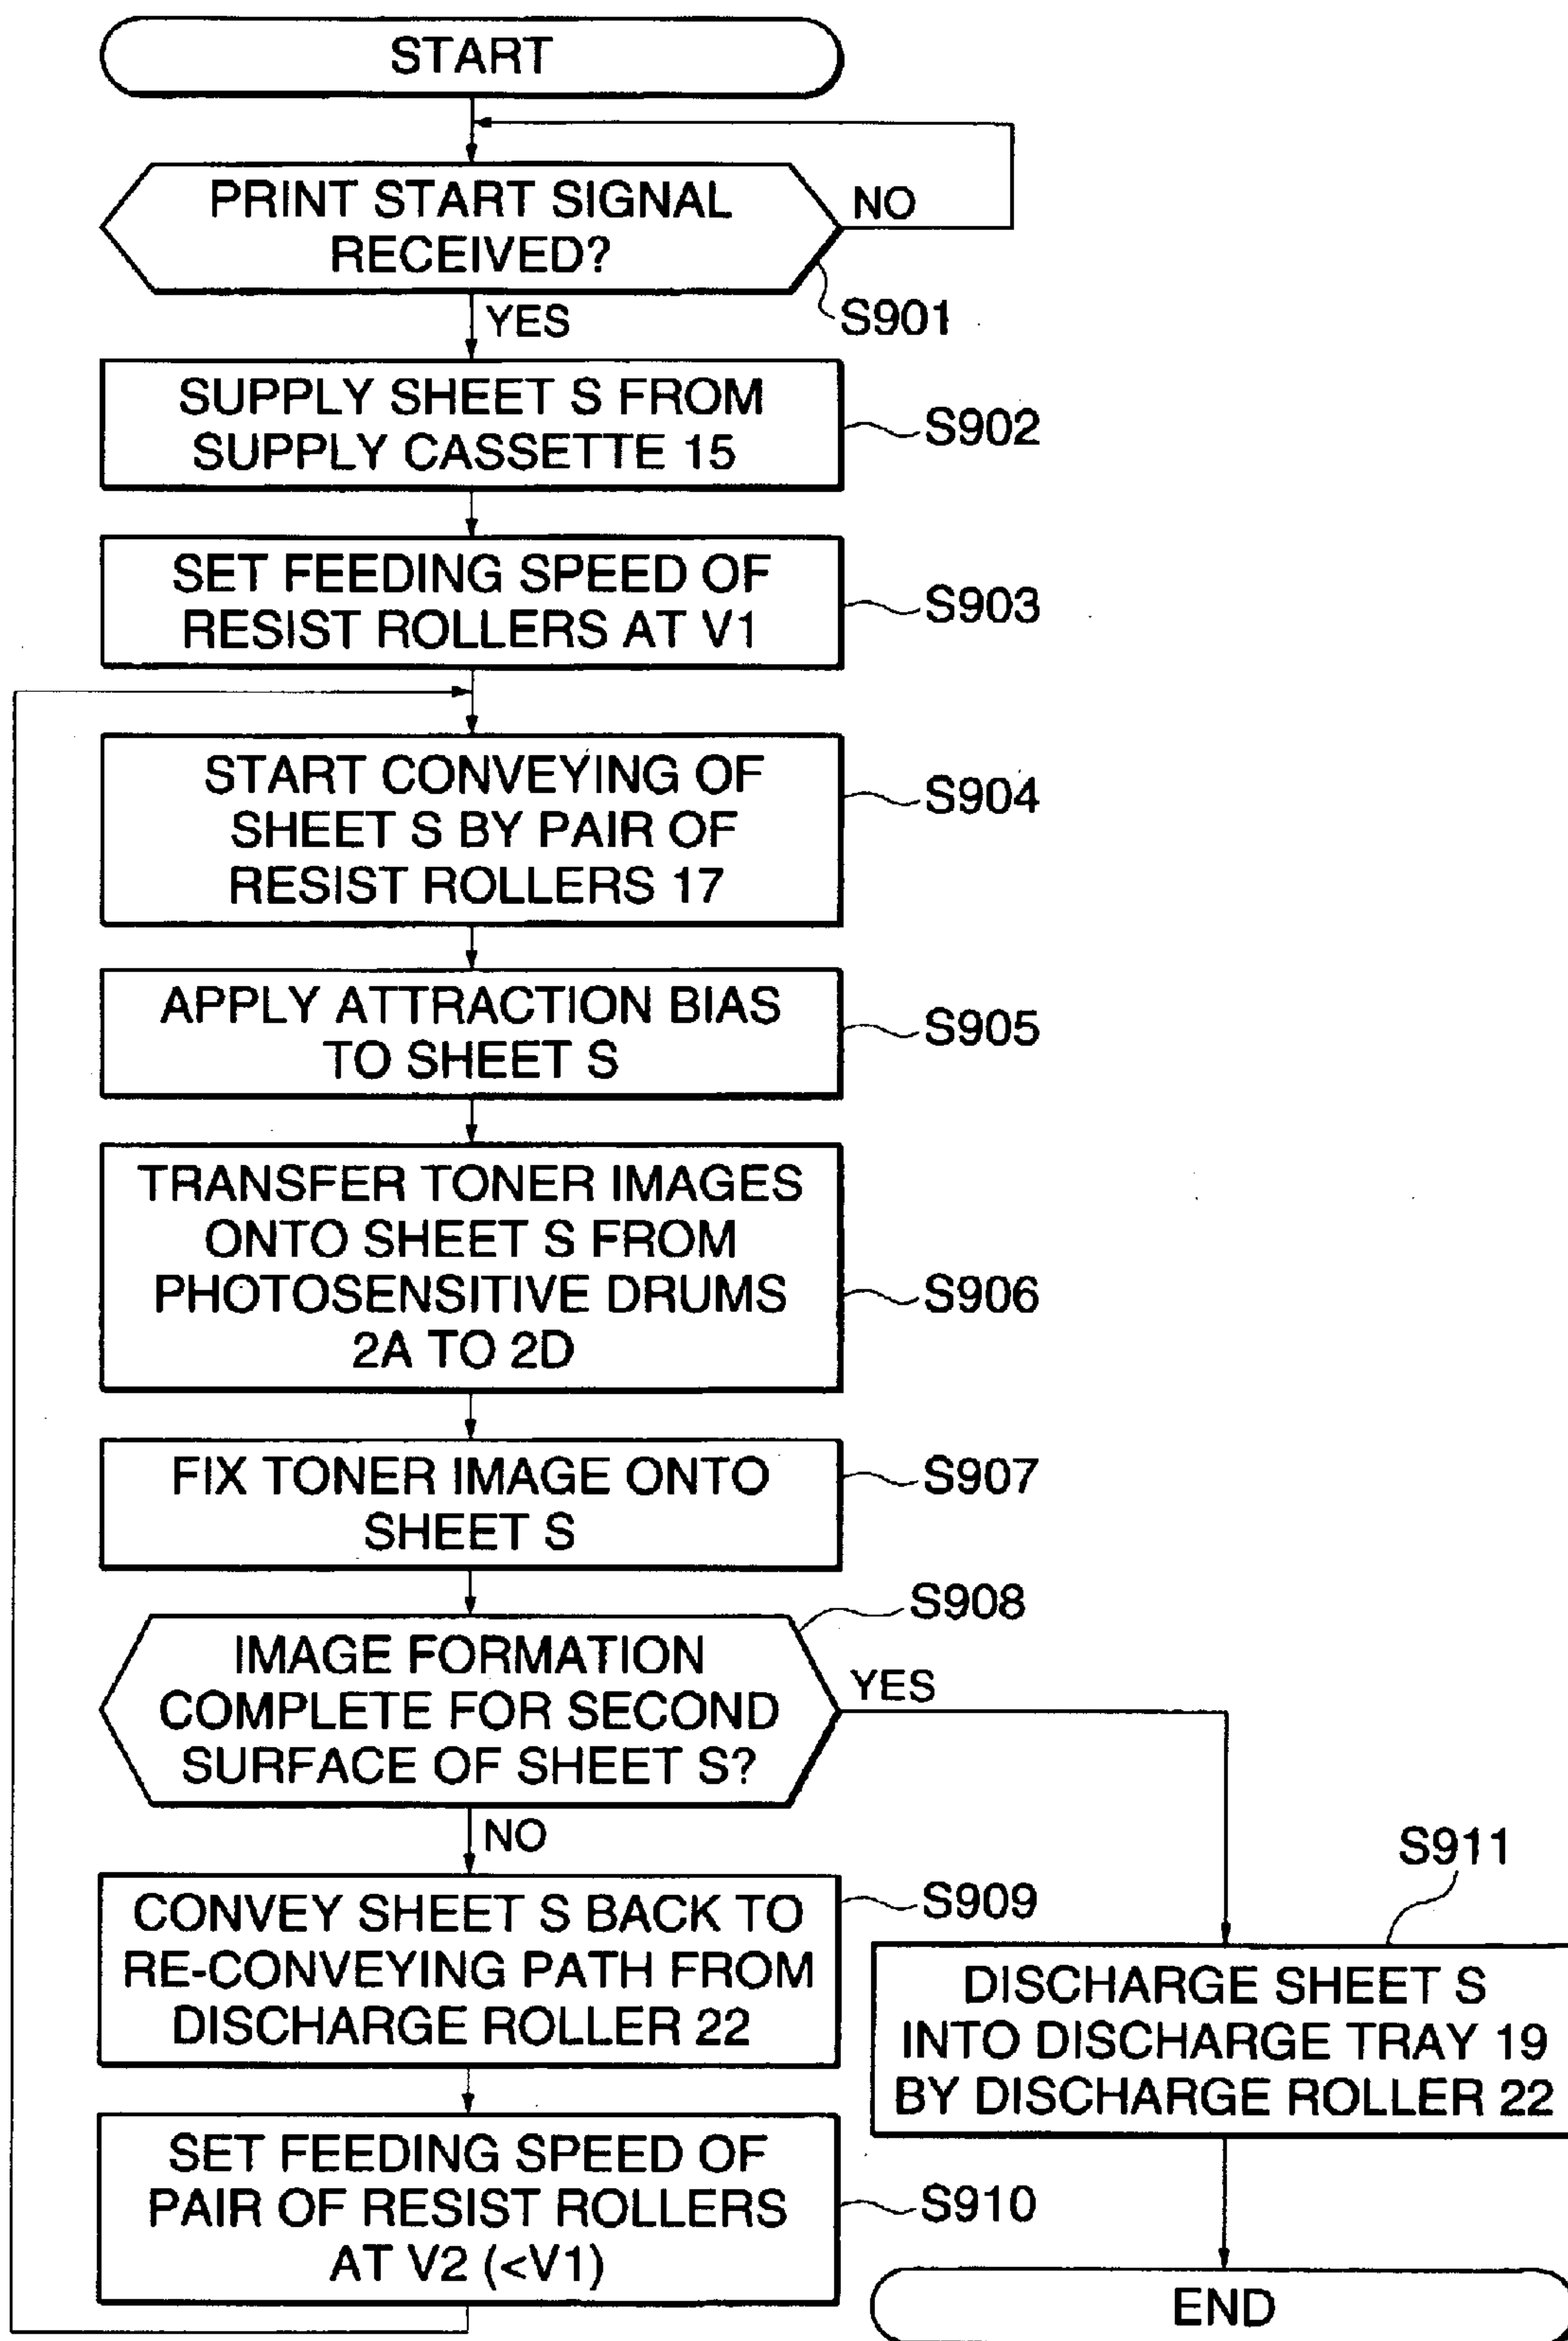 START
PRINT START SIGNAL
RECEIVED?
NO
S901
YES
SUPPLY SHEET S FROM
SUPPLY CASSETTE 15
S902
SET FEEDING SPEED OF
RESIST ROLLERS AT V1
S903
START CONVEYING OF
SHEET S BY PAIR OF
RESIST ROLLERS 17
S904
APPLY ATTRACTION BIAS
TO SHEET S
S905
TRANSFER TONER IMAGES
ONTO SHEET S FROM
PHOTOSENSITIVE DRUMS
2A TO 2D
S906
FIX TONER IMAGE ONTO
SHEET S
S907
S908
IMAGE FORMATION
COMPLETE FOR SECOND
SURFACE OF SHEET S?
YES
NO
CONVEY SHEET S BACK TO
RE-CONVEYING PATH FROM
DISCHARGE ROLLER 22
S909
S911
DISCHARGE SHEET S
INTO DISCHARGE TRAY 19
BY DISCHARGE ROLLER 22
SET FEEDING SPEED OF
PAIR OF RESIST ROLLERS
AT V2 (<V1)
S910
END